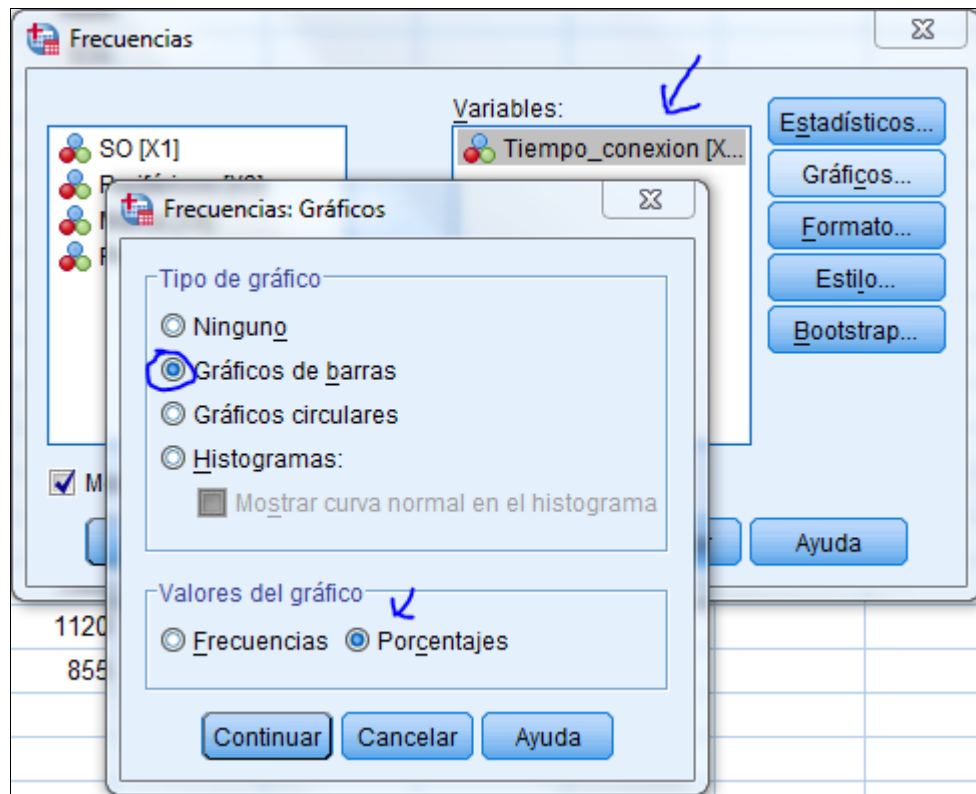 Frecuencias
Variables:
SO [X1]
Tiempo_conexion [X...
Estadísticos...
Gráficos...
Formato...
Estilo...
Bootstrap...
Frecuencias: Gráficos
Tipo de gráfico
Ninguno
Gráficos de barras
Gráficos circulares
Histogramas:
Mostrar curva normal en el histograma
Ayuda
Valores del gráfico
Frecuencias Porcentajes
1120
855
Continuar Cancelar Ayuda